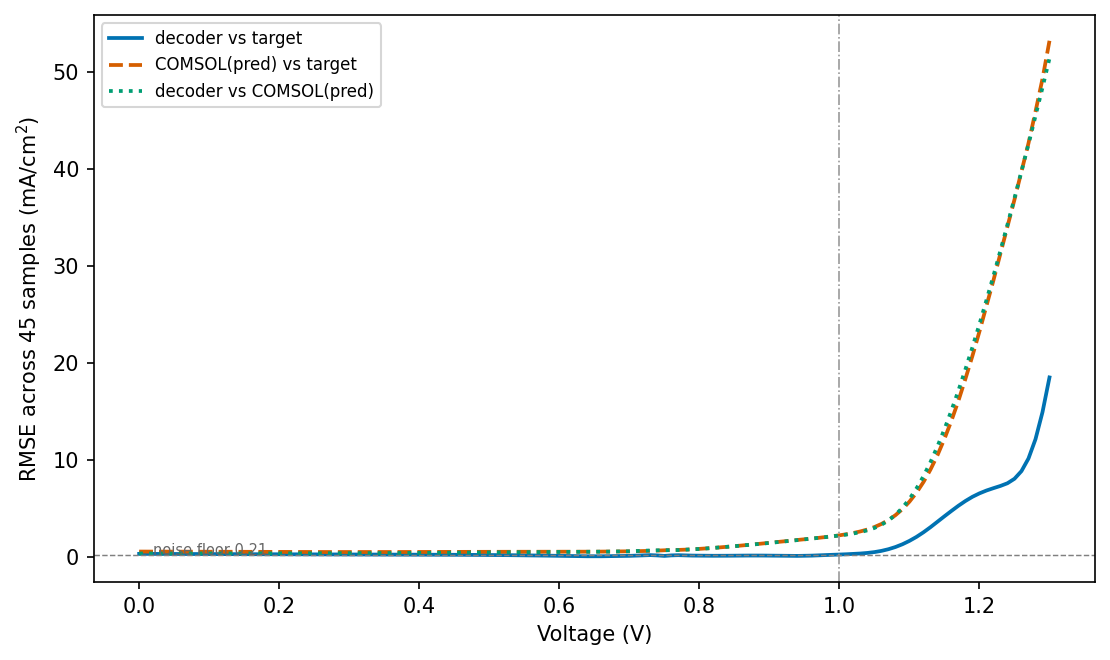 decoder vs target
COMSOL(pred) vs target
decoder vs COMSOL(pred)
RMSE across 45 samples (mA/cm²)
50
40
30
20
10
0
noise floor 0.21
0.0 0.2 0.4 0.6 0.8 1.0 1.2
Voltage (V)